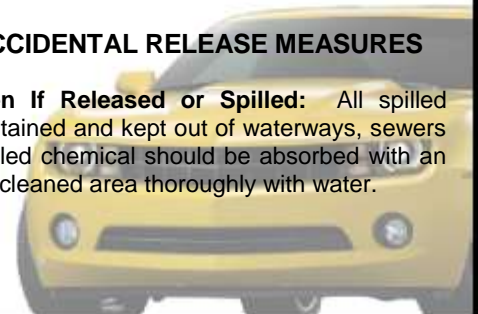 CCIDENTAL RELEASE MEASURES
n If Released or Spilled: All spilled
tained and kept out of waterways, sewers
led chemical should be absorbed with an
cleaned area thoroughly with water.